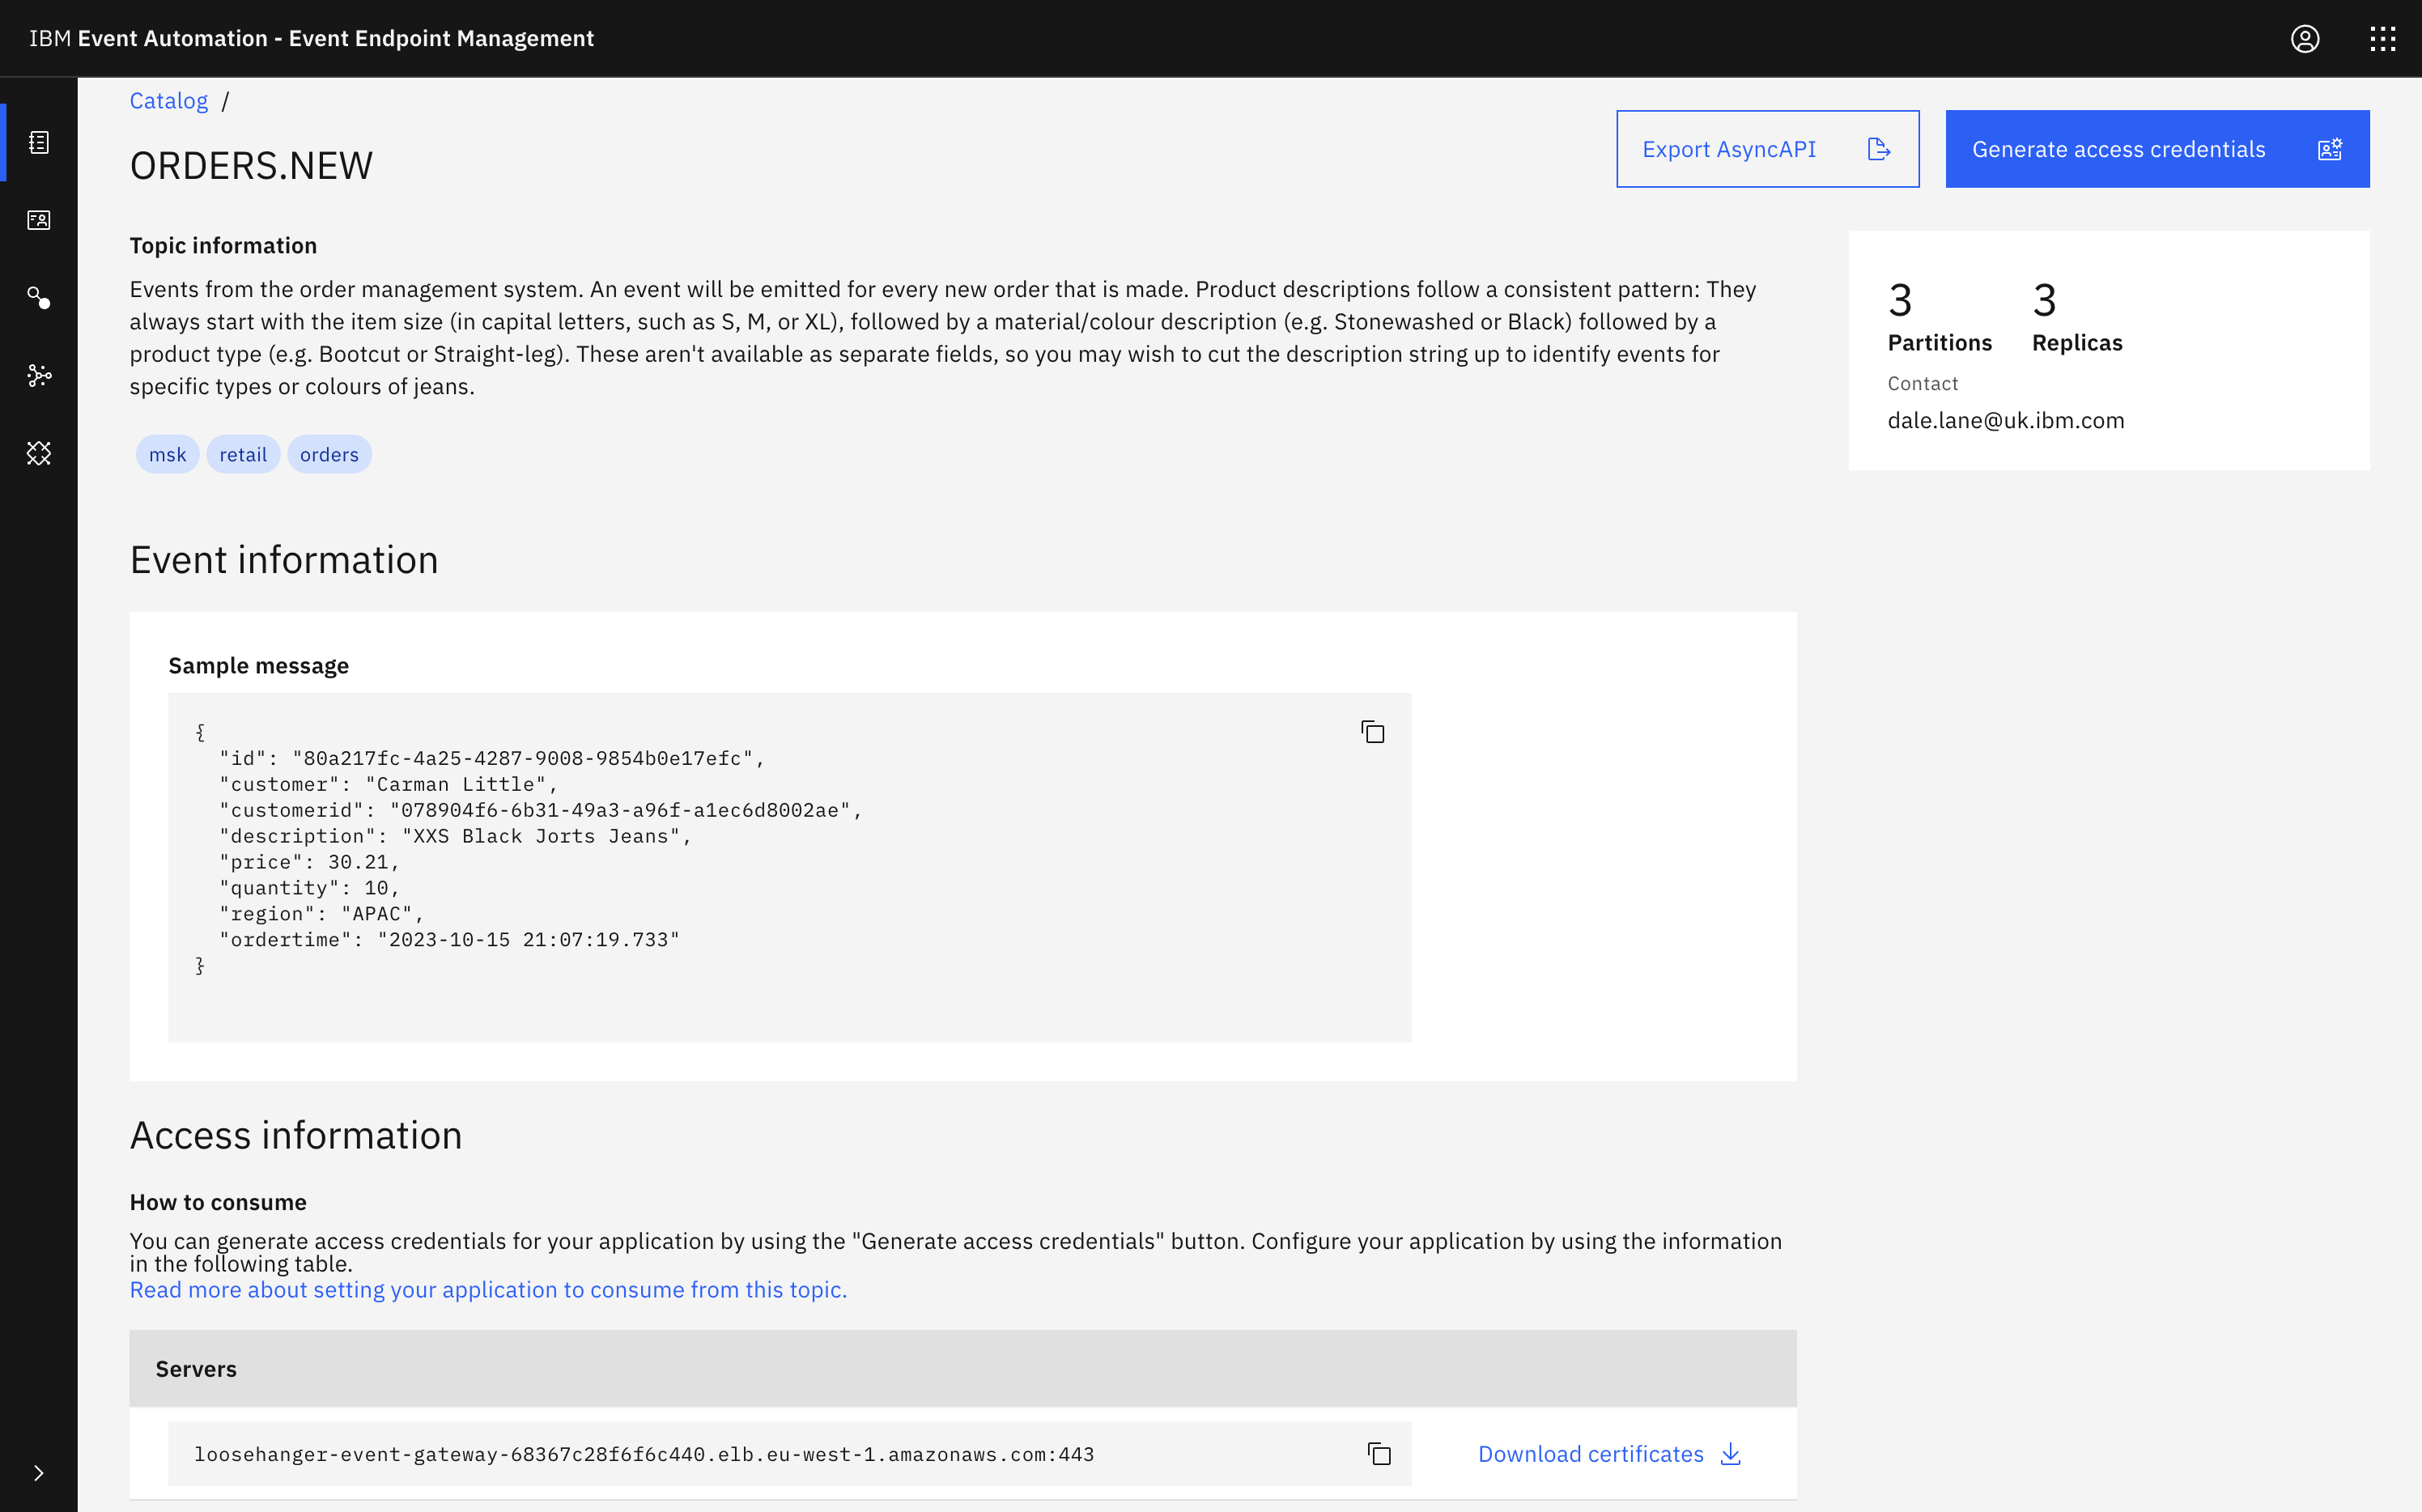 IBM Event Automation - Event Endpoint Management
Catalog /
ORDERS.NEW
Export AsyncAPI
Generate access credentials
Topic information
Events from the order management system. An event will be emitted for every new order that is made. Product descriptions follow a consistent pattern: They
always start with the item size (in capital letters, such as S, M, or XL), followed by a material/colour description (e.g. Stonewashed or Black) followed by a
product type (e.g. Bootcut or Straight-leg). These aren't available as separate fields, so you may wish to cut the description string up to identify events for
specific types or colours of jeans.
msk retail orders
3 3
Partitions Replicas
Contact
dale.lane@uk.ibm.com
Event information
Sample message
{
  "id": "80a217fc-4a25-4287-9008-9854b0e17efc",
  "customer": "Carman Little",
  "customerid": "078904f6-6b31-49a3-a96f-a1ec6d8002ae",
  "description": "XXS Black Jorts Jeans",
  "price": 30.21,
  "quantity": 10,
  "region": "APAC",
  "ordertime": "2023-10-15 21:07:19.733"
}
Access information
How to consume
You can generate access credentials for your application by using the "Generate access credentials" button. Configure your application by using the information
in the following table.
Read more about setting your application to consume from this topic.
Servers
loosehanger-event-gateway-68367c28f6f6c440.elb.eu-west-1.amazonaws.com:443
Download certificates